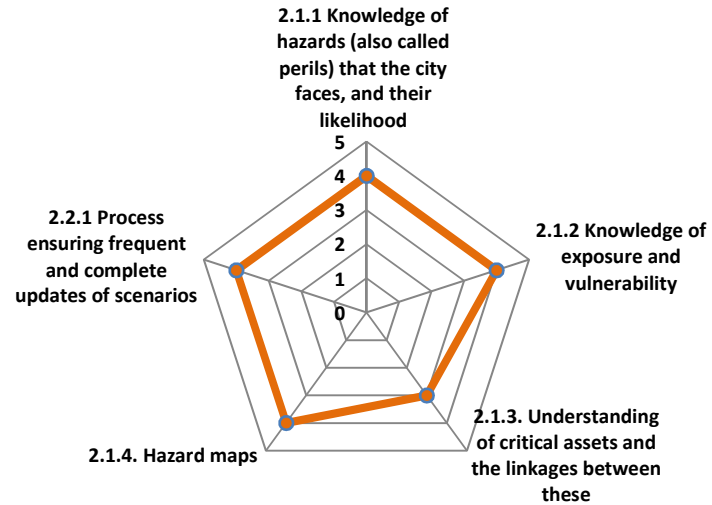 2.1.1 Knowledge of
hazards (also called
perils) that the city
faces, and their
likelihood
5
4
3
2
1
0
2.1.2 Knowledge of
exposure and
vulnerability
2.1.3. Understanding
of critical assets and
the linkages between
these
2.1.4. Hazard maps
2.2.1 Process
ensuring frequent
and complete
updates of scenarios